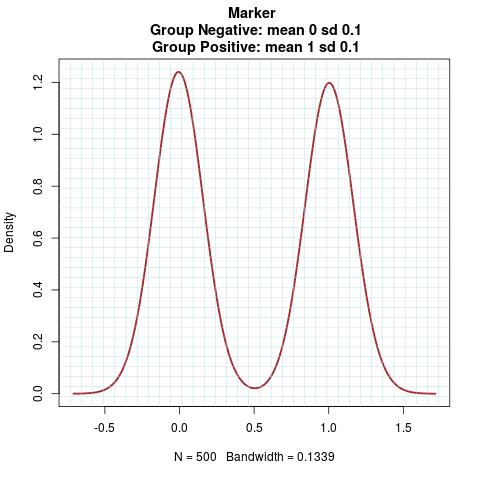 Marker
Group Negative: mean 0 sd 0.1
Group Positive: mean 1 sd 0.1
Density
1.2
1.0
0.8
0.6
0.4
0.2
0.0
-0.5 0.0 0.5 1.0 1.5
N = 500 Bandwidth = 0.1339